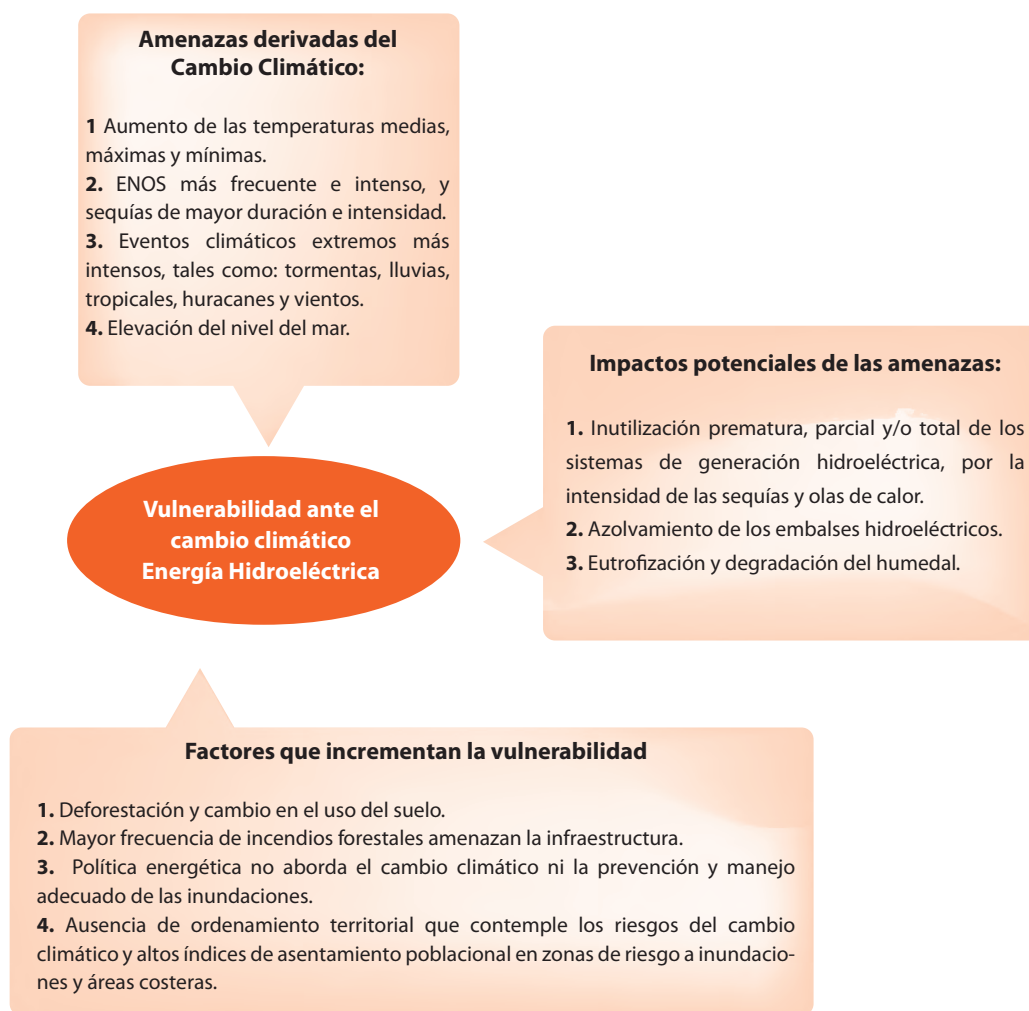 Amenazas derivadas del
Cambio Climático:
1 Aumento de las temperaturas medias,
máximas y mínimas.
2. ENOS más frecuente e intenso, y
sequías de mayor duración e intensidad.
3. Eventos climáticos extremos más
intensos, tales como: tormentas, lluvias,
tropicales, huracanes y vientos.
4. Elevación del nivel del mar.
Impactos potenciales de las amenazas:
1. Inutilización prematura, parcial y/o total de los
sistemas de generación hidroeléctrica, por la
intensidad de las sequías y olas de calor.
2. Azolvamiento de los embalses hidroeléctricos.
3. Eutrofización y degradación del humedal.
Vulnerabilidad ante el
cambio climático
Energía Hidroeléctrica
Factores que incrementan la vulnerabilidad
1. Deforestación y cambio en el uso del suelo.
2. Mayor frecuencia de incendios forestales amenazan la infraestructura.
3. Política energética no aborda el cambio climático ni la prevención y manejo
adecuado de las inundaciones.
4. Ausencia de ordenamiento territorial que contemple los riesgos del cambio
climático y altos índices de asentamiento poblacional en zonas de riesgo a inundacio-
nes y áreas costeras.